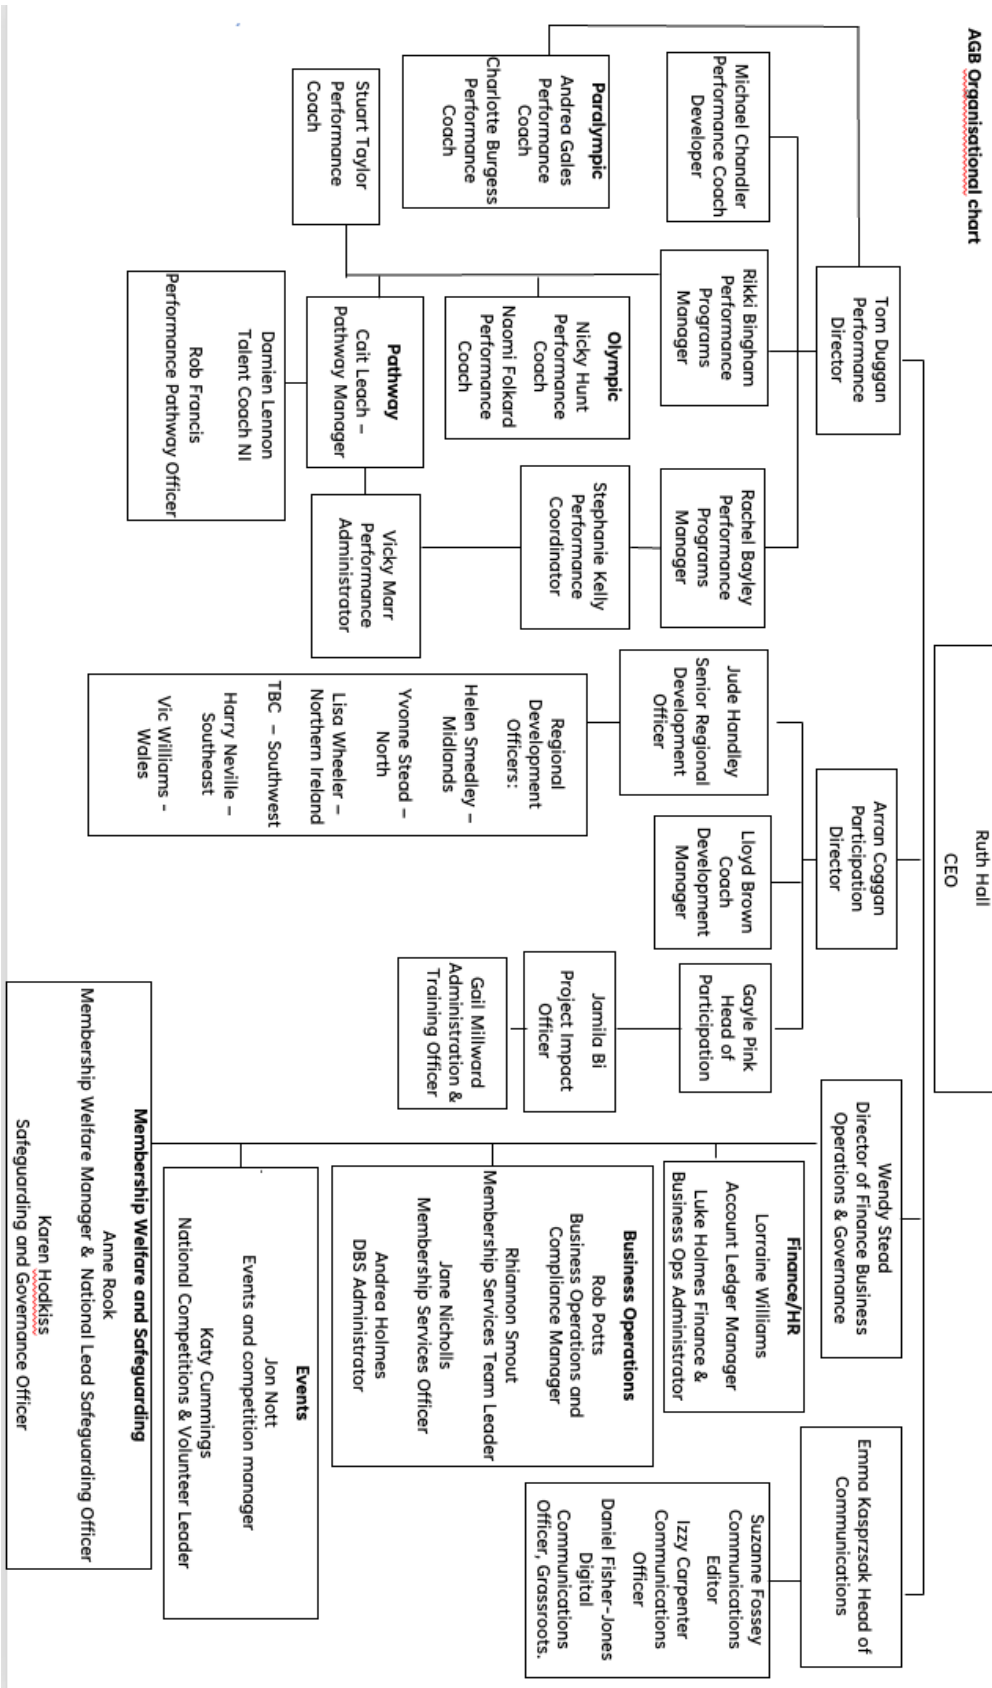 AGB Organisational chart
Ruth Hall
CEO
Tom Duggan
Performance
Director
Arran Coggan
Participation
Director
Wendy Stead
Director of Finance Business
Operations & Governance
Emma Kasprzsak Head of
Communications
Michael Chandler
Performance Coach
Developer
Rikki Bingham
Performance
Programs
Manager
Rachel Bayley
Performance
Programs
Manager
Paralympic
Andrea Gales
Performance
Coach
Charlotte Burgess
Performance
Coach
Olympic
Nicky Hunt
Performance
Coach
Naomi Folkard
Performance
Coach
Stephanie Kelly
Performance
Coordinator
Stuart Taylor
Performance
Coach
Pathway
Cait Leach –
Pathway Manager
Vicky Marr
Performance
Administrator
Damien Lennon
Talent Coach NI
Rob Francis
Performance Pathway Officer
Jude Handley
Senior Regional
Development
Officer
Lloyd Brown
Coach
Development
Manager
Gayle Pink
Head of
Participation
Regional
Development
Officers:
Helen Smedley –
Midlands
Yvonne Stead –
North
Lisa Wheeler –
Northern Ireland
TBC – Southwest
Harry Neville –
Southeast
Vic Williams -
Wales
Jamila Bi
Project Impact
Officer
Gail Millward
Administration &
Training Officer
Finance/HR
Lorraine Williams
Account Ledger Manager
Luke Holmes Finance &
Business Ops Administrator
Business Operations
Rob Potts
Business Operations and
Compliance Manager
Rhiannon Smout
Membership Services Team Leader
Jane Nicholls
Membership Services Officer
Andrea Holmes
DBS Administrator
Events
Jon Nott
Events and competition manager
Katy Cummings
National Competitions & Volunteer Leader
Membership Welfare and Safeguarding
Anne Rook
Membership Welfare Manager & National Lead Safeguarding Officer
Karen Hodkiss
Safeguarding and Governance Officer
Suzanne Fossey
Communications
Editor
Izzy Carpenter
Communications
Officer
Daniel Fisher-Jones
Digital
Communications
Officer, Grassroots.